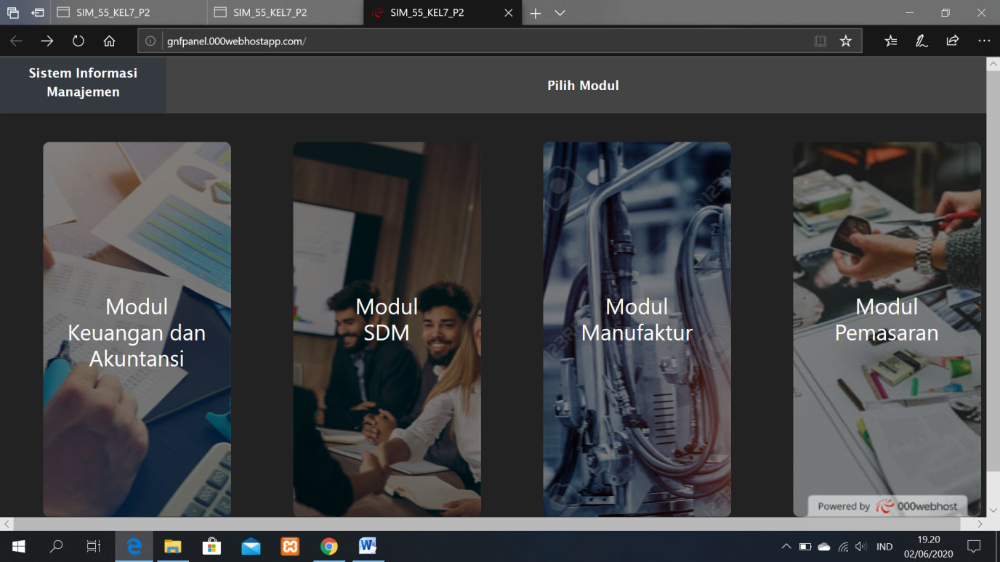 SIM_55_KEL7_P2
SIM_55_KEL7_P2
SIM_55_KEL7_P2
gnfpanel.000webhostapp.com/
Sistem Informasi
Manajemen
Pilih Modul
Modul
Keuangan dan
Akuntansi
Modul
SDM
Modul
Manufaktur
Modul
Pemasaran
Powered by 000webhost
IND
19.20
02/06/2020